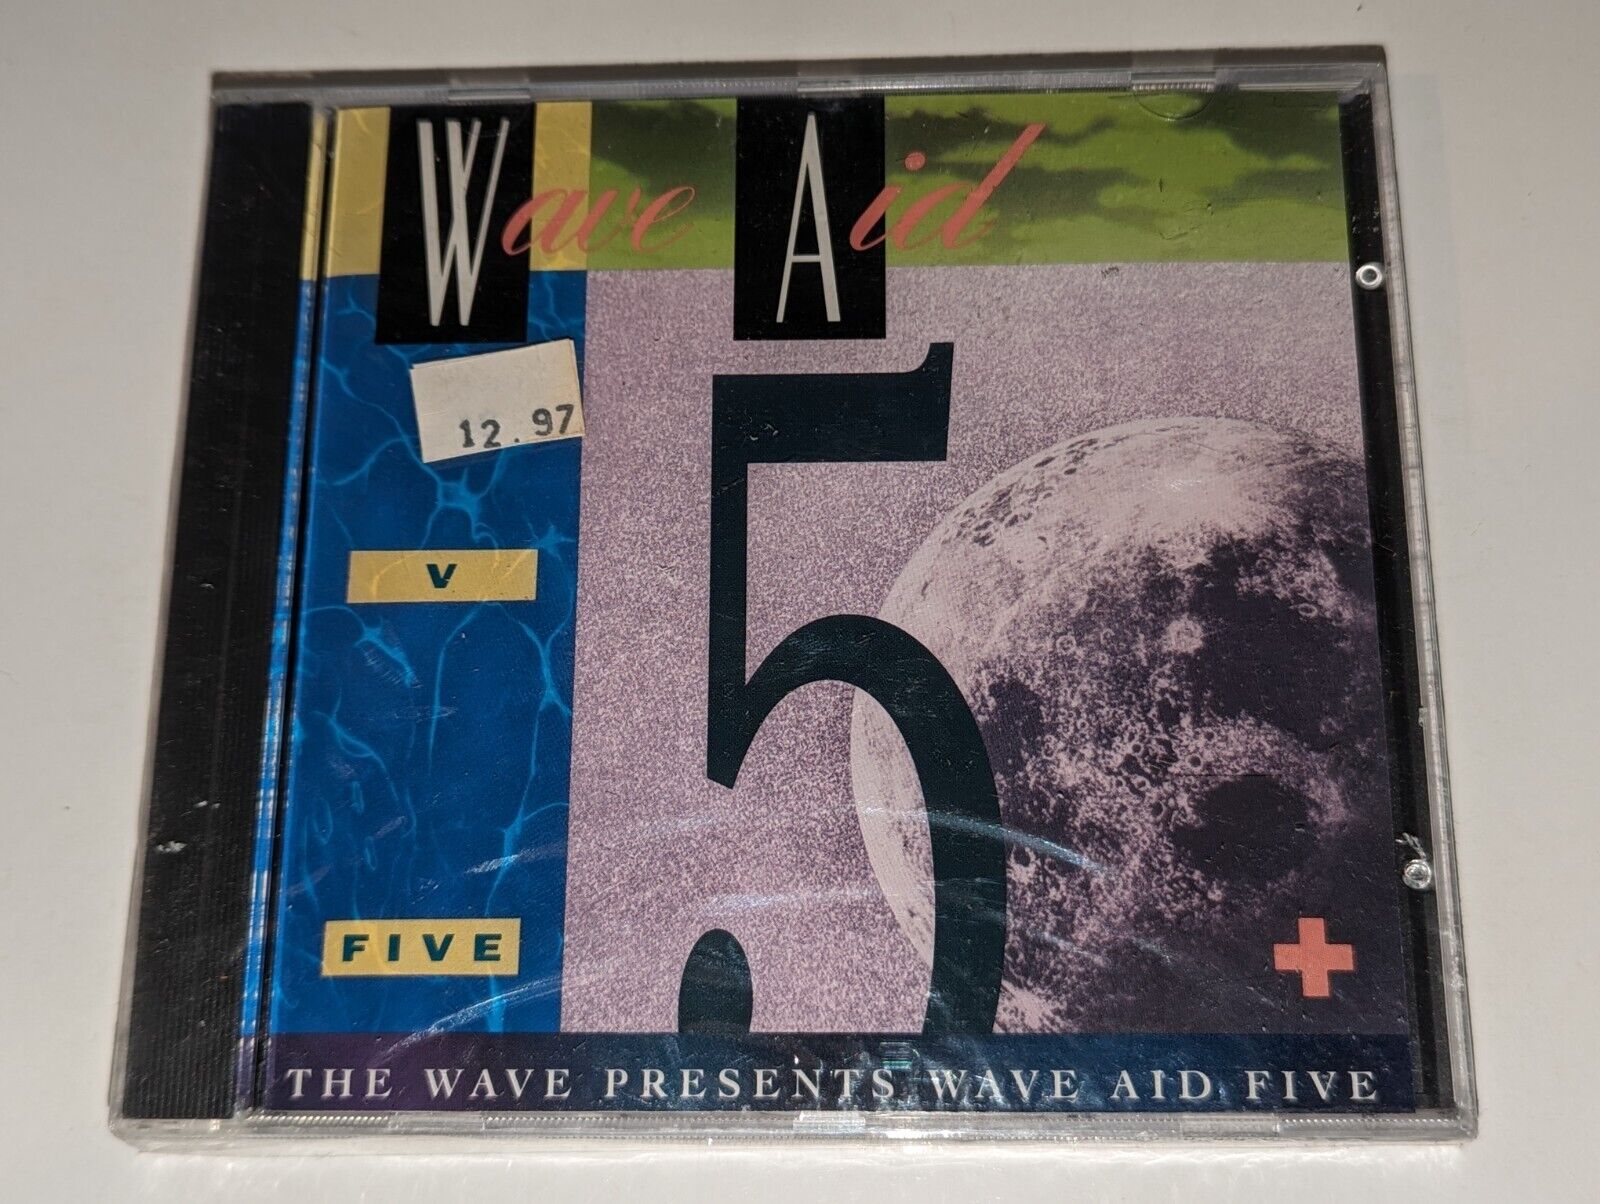 Wave Aid
12.97
5
V
FIVE
THE WAVE PRESENTS WAVE AID FIVE